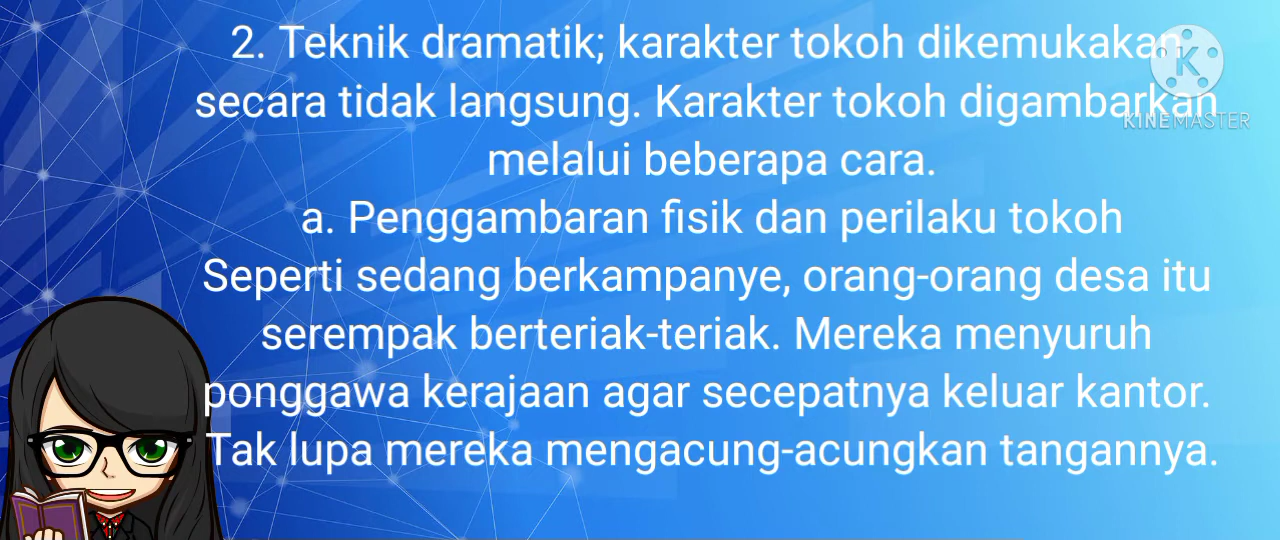 2. Teknik dramatik; karakter tokoh dikemukakan
secara tidak langsung. Karakter tokoh digambarkan
melalui beberapa cara.
a. Penggambaran fisik dan perilaku tokoh
Seperti sedang berkampanye, orang-orang desa itu
serempak berteriak-teriak. Mereka menyuruh
ponggawa kerajaan agar secepatnya keluar kantor.
Tak lupa mereka mengacung-acungkan tangannya.
K
KINEMASTER